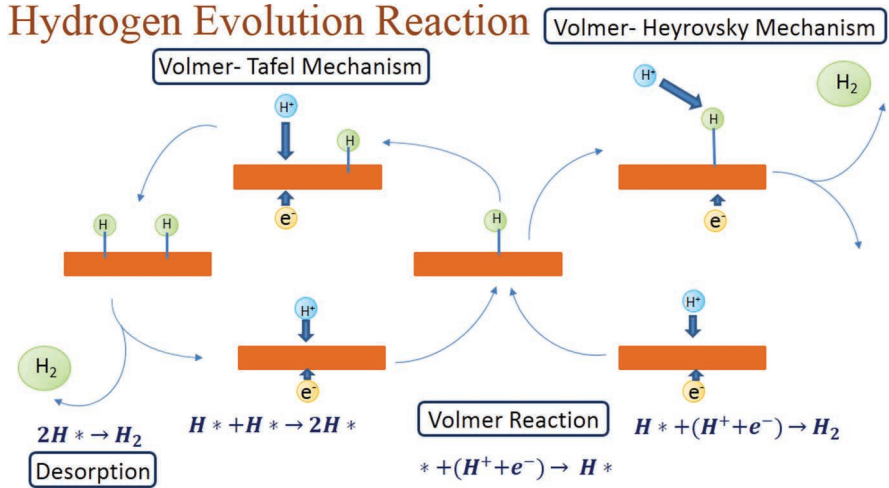 Hydrogen Evolution Reaction
Volmer- Heyrovsky Mechanism
Volmer- Tafel Mechanism
H⁺
H₂
H⁺
H
H
e⁻
e⁻
H
H
H
H⁺
H⁺
H₂
e⁻
e⁻
2H * → H₂
H * + H * → 2H *
Volmer Reaction
H * + (H⁺+e⁻) → H₂
Desorption
* + (H⁺+e⁻) → H *